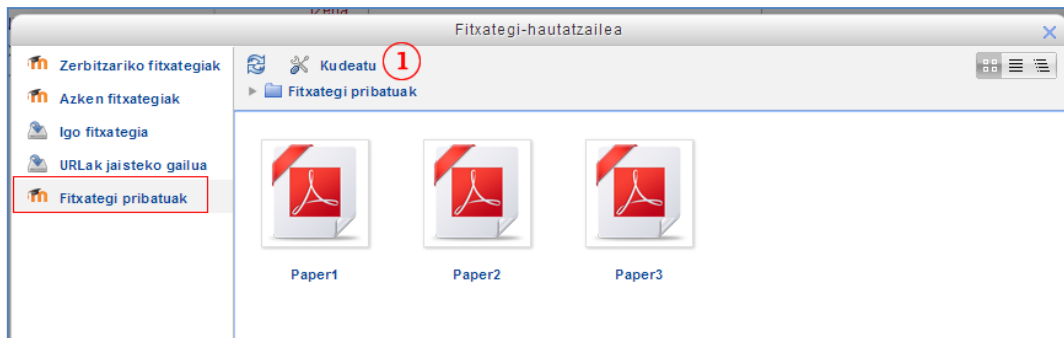 Fitxategi-hautatzailea
Zerbitzariko fitxategiak
Azken fitxategiak
Igo fitxategia
URLak jaisteko gailua
Fitxategi pribatuak
Kudeatu 1
Fitxategi pribatuak
Paper1 Paper2 Paper3